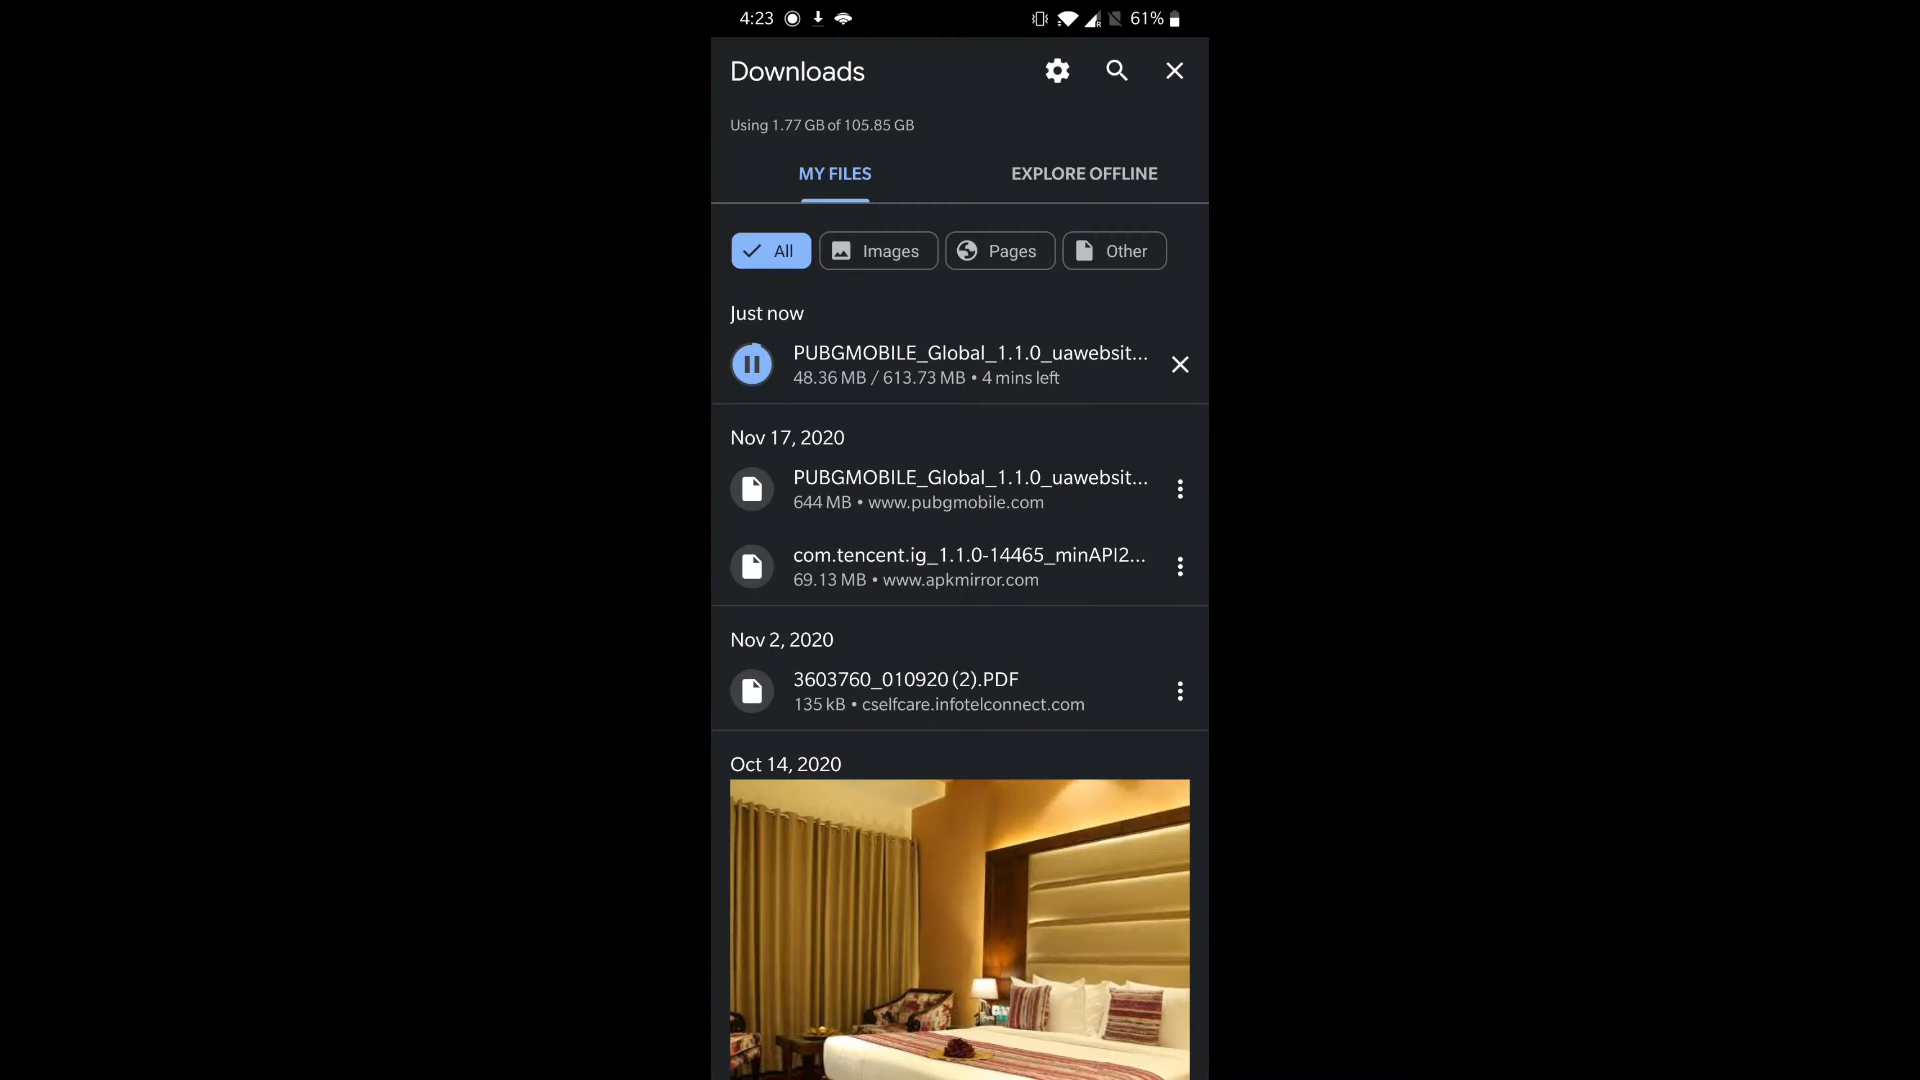 4:23
61%
Downloads
Using 1.77 GB of 105.85 GB
MY FILES
EXPLORE OFFLINE
All
Images
Pages
Other
Just now
PUBGMOBILE_Global_1.1.0_uawebsit...
48.36 MB / 613.73 MB • 4 mins left
Nov 17, 2020
PUBGMOBILE_Global_1.1.0_uawebsit...
644 MB • www.pubgmobile.com
com.tencent.ig_1.1.0-14465_minAPI2...
69.13 MB • www.apkmirror.com
Nov 2, 2020
3603760_010920 (2).PDF
135 kB • cselfcare.infotelconnect.com
Oct 14, 2020